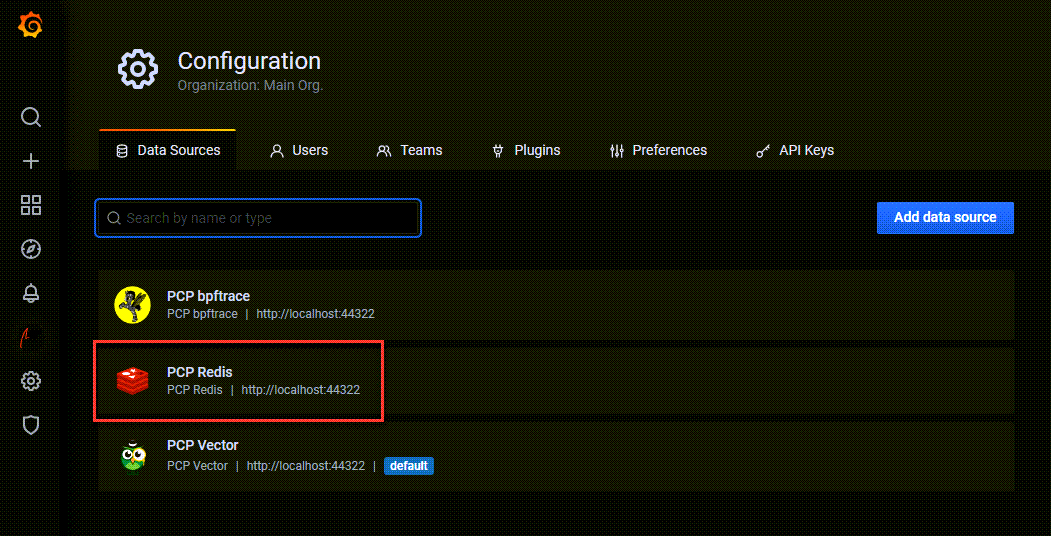 Configuration
Organization: Main Org.
Data Sources Users Teams Plugins Preferences API Keys
Search by name or type
Add data source
PCP bpftrace
PCP bpftrace | http://localhost:44322
PCP Redis
PCP Redis | http://localhost:44322
PCP Vector
PCP Vector | http://localhost:44322 | default